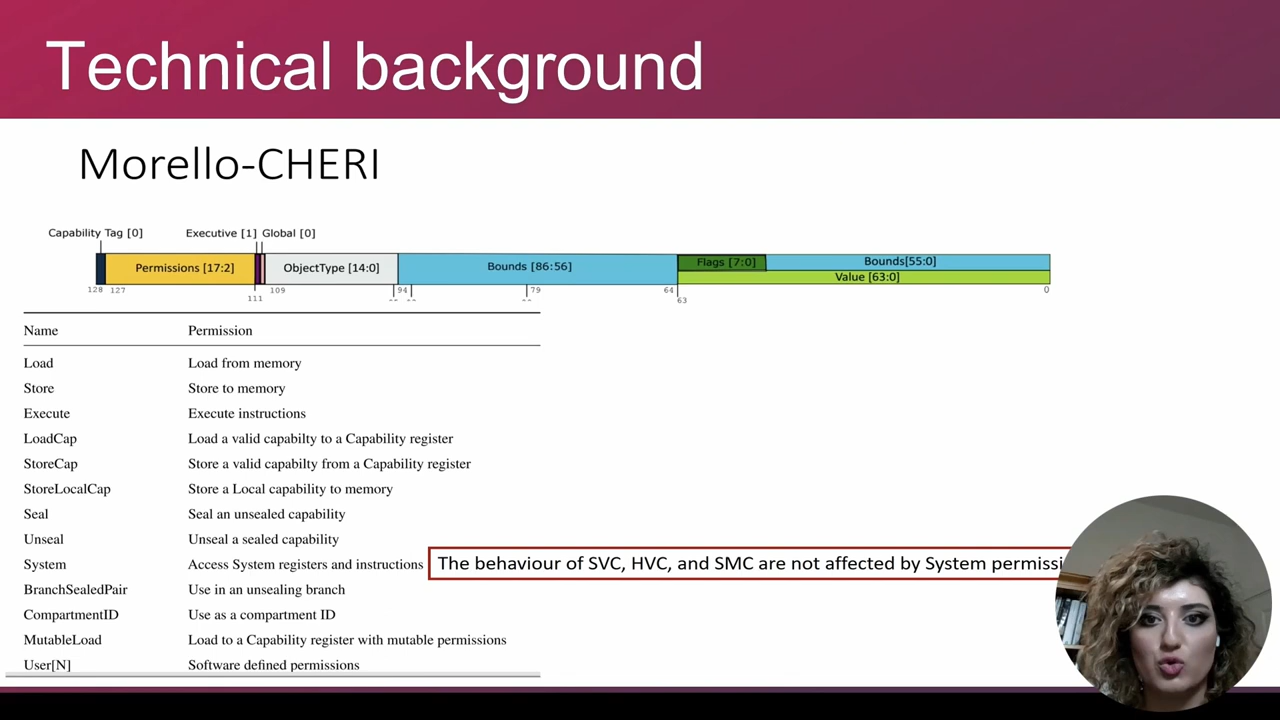 Technical background
Morello-CHERI
Capability Tag [0] Executive [1] Global [0]
Permissions [17:2] ObjectType [14:0] Bounds [86:56] Flags [7:0] Bounds[55:0]
Value [63:0]
128 127 111 109 94 79 64 63 0
Name Permission
Load Load from memory
Store Store to memory
Execute Execute instructions
LoadCap Load a valid capabilty to a Capability register
StoreCap Store a valid capabilty from a Capability register
StoreLocalCap Store a Local capability to memory
Seal Seal an unsealed capability
Unseal Unseal a sealed capability
System Access System registers and instructions
The behaviour of SVC, HVC, and SMC are not affected by System permissi
BranchSealedPair Use in an unsealing branch
CompartmentID Use as a compartment ID
MutableLoad Load to a Capability register with mutable permissions
User[N] Software defined permissions